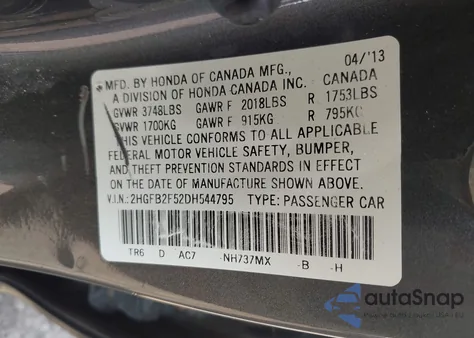 04/'13
MFD. BY HONDA OF CANADA MFG.,
A DIVISION OF HONDA CANADA INC. CANADA
GVWR 3748LBS GAWR F 2018LBS R 1753LBS
GVWR 1700KG GAWR F 915KG R 795KG
THIS VEHICLE CONFORMS TO ALL APPLICABLE
FEDERAL MOTOR VEHICLE SAFETY, BUMPER,
AND THEFT PREVENTION STANDARDS IN EFFECT
ON THE DATE OF MANUFACTURE SHOWN ABOVE.
V.I.N.: 2HGFB2F52DH544795 TYPE: PASSENGER CAR
TR6 D AC7 -NH737MX -B -H
autoSnap